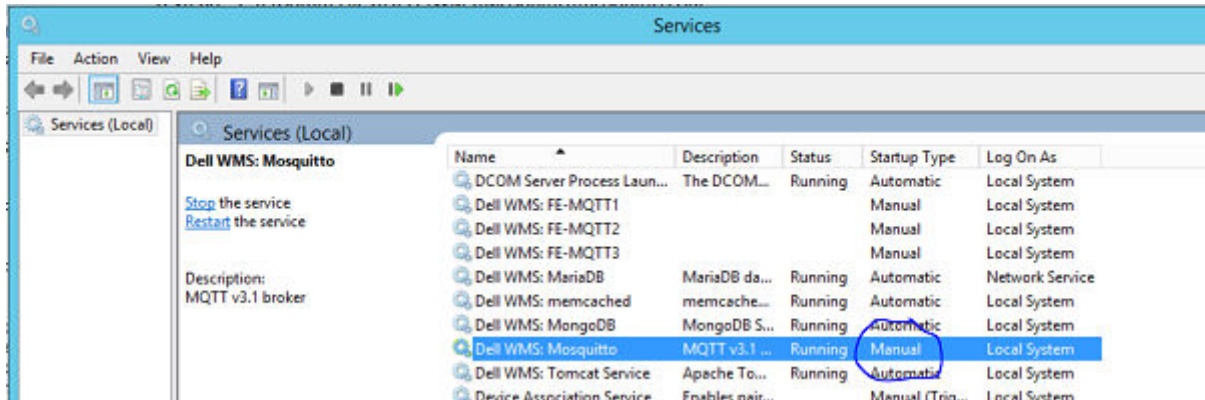 Services
File Action View Help
Services (Local)
Services (Local)
Dell WMS: Mosquitto
Stop the service
Restart the service
Description:
MQTT v3.1 broker
Name Description Status Startup Type Log On As
DCOM Server Process Laun... The DCOM... Running Automatic Local System
Dell WMS: FE-MQTT1 Manual Local System
Dell WMS: FE-MQTT2 Manual Local System
Dell WMS: FE-MQTT3 Manual Local System
Dell WMS: MariaDB MariaDB da... Running Automatic Network Service
Dell WMS: memcached memcache... Running Automatic Local System
Dell WMS: MongoDB MongoDB S... Running Automatic Local System
Dell WMS: Mosquitto MQTT v3.1 ... Running Manual Local System
Dell WMS: Tomcat Service Apache To... Running Automatic Local System
Device Association Service Enables pair... Manual (Trig... Local System